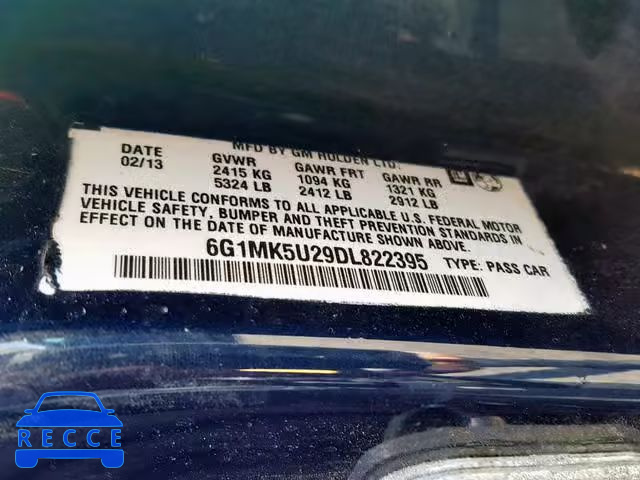 MFD BY GM HOLDEN LTD.
DATE GVWR GAWR FRT GAWR RR
02/13 2415 KG 1094 KG 1321 KG
5324 LB 2412 LB 2912 LB
THIS VEHICLE CONFORMS TO ALL APPLICABLE U.S. FEDERAL MOTOR
VEHICLE SAFETY, BUMPER AND THEFT PREVENTION STANDARDS IN
EFFECT ON THE DATE OF MANUFACTURE SHOWN ABOVE.
6G1MK5U29DL822395 TYPE: PASS CAR
RECCE